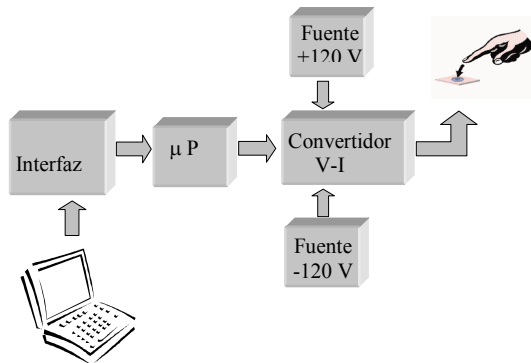 Fuente
+120 V
Interfaz
μ P
Convertidor
V-I
Fuente
-120 V